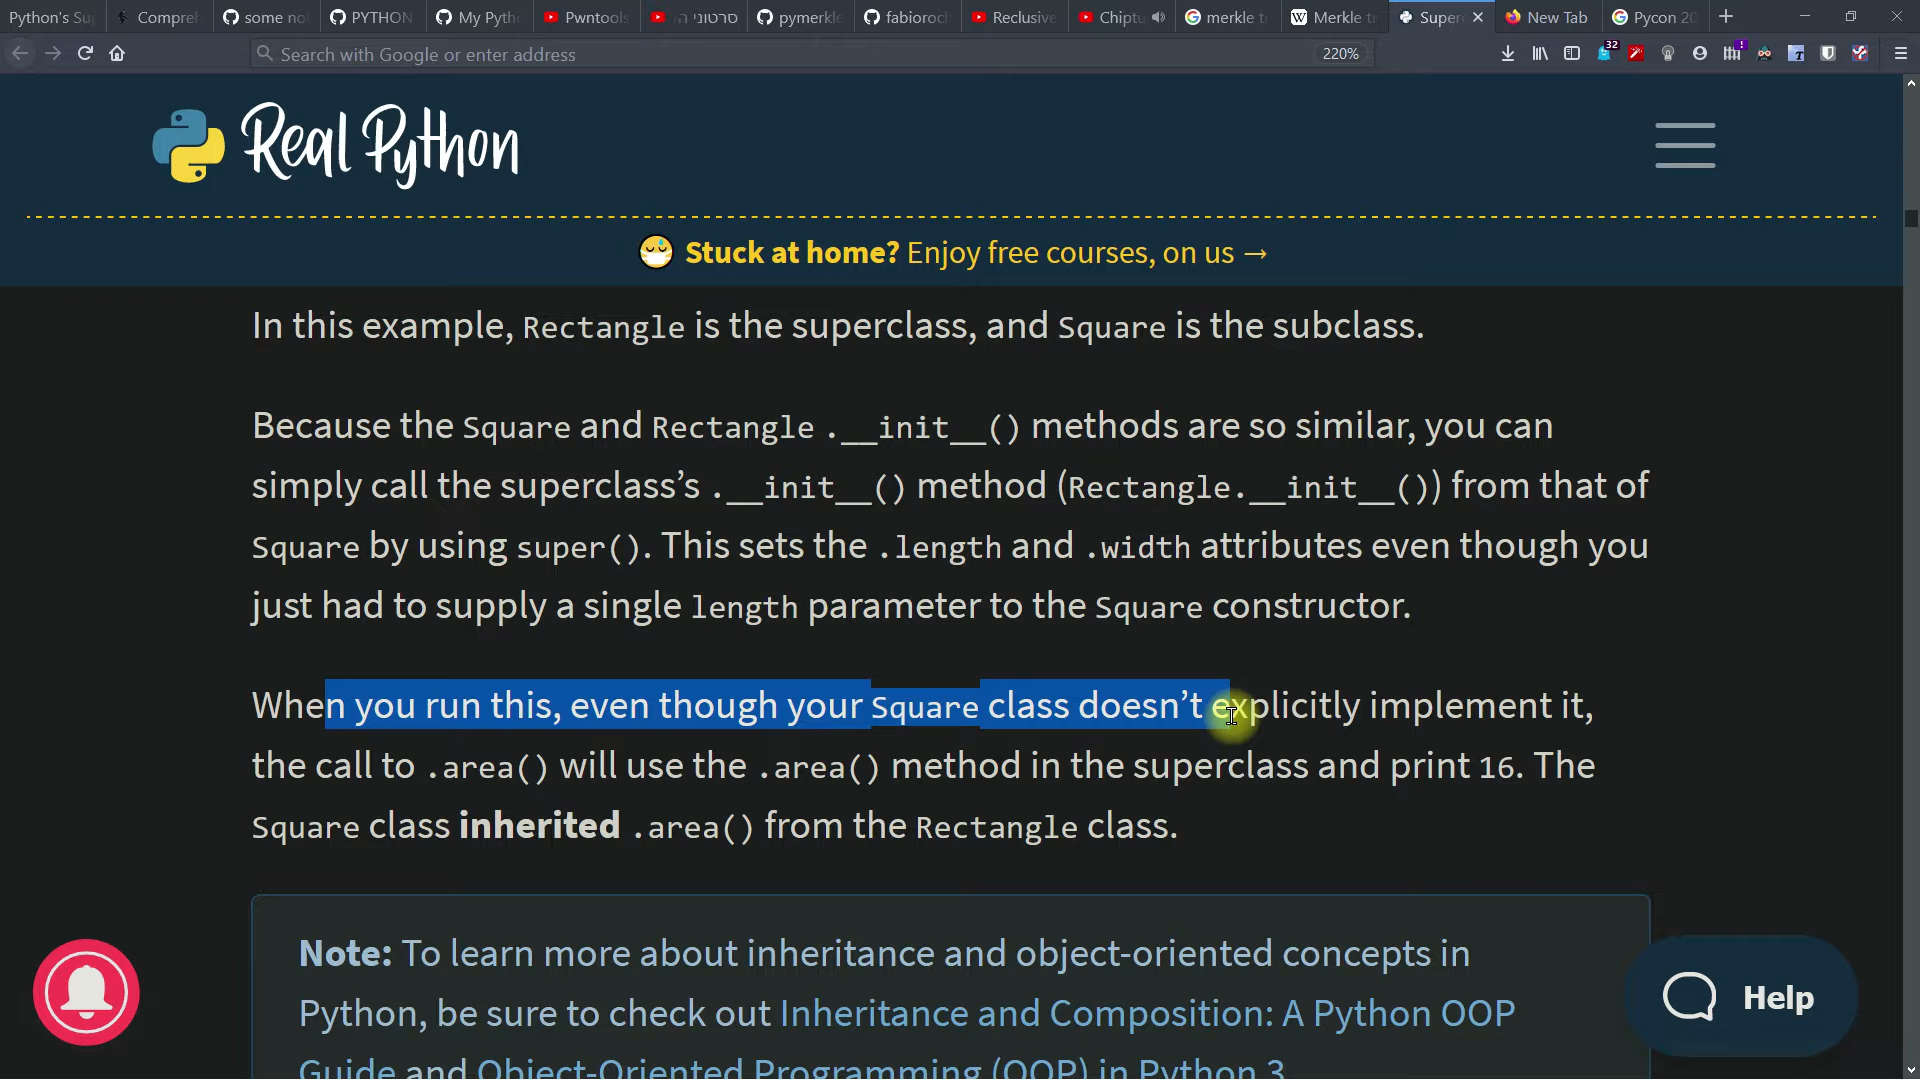 Python's Su
Compreh
some no
PYTHON
My Pyth
Pwntools
סרטוני ה
pymerkle
fabioroc
Reclusive
Chiptu
merkle tr
Merkle tr
Super
New Tab
Pycon 20
Search with Google or enter address
220%
32
Real Python
Stuck at home? Enjoy free courses, on us →
In this example, Rectangle is the superclass, and Square is the subclass.
Because the Square and Rectangle .__init__() methods are so similar, you can
simply call the superclass’s .__init__() method (Rectangle.__init__()) from that of
Square by using super(). This sets the .length and .width attributes even though you
just had to supply a single length parameter to the Square constructor.
When you run this, even though your Square class doesn’t explicitly implement it,
the call to .area() will use the .area() method in the superclass and print 16. The
Square class inherited .area() from the Rectangle class.
Note: To learn more about inheritance and object-oriented concepts in
Python, be sure to check out Inheritance and Composition: A Python OOP
Guide and Object-Oriented Programming (OOP) in Python 3.
Help